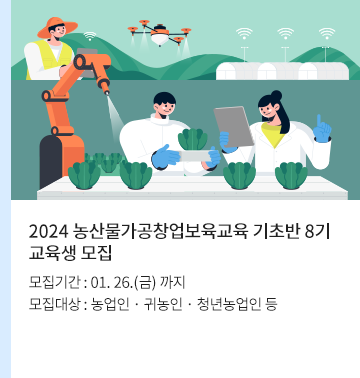 2024 농산물가공창업보육교육 기초반 8기
교육생 모집
모집기간 : 01. 26.(금) 까지
모집대상 : 농업인 · 귀농인 · 청년농업인 등